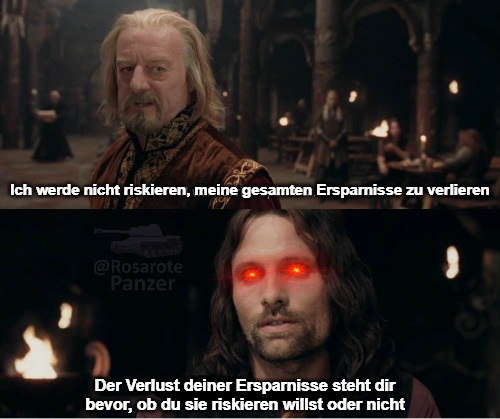 Ich werde nicht riskieren, meine gesamten Ersparnisse zu verlieren
@Rosarote
Panzer
Der Verlust deiner Ersparnisse steht dir
bevor, ob du sie riskieren willst oder nicht